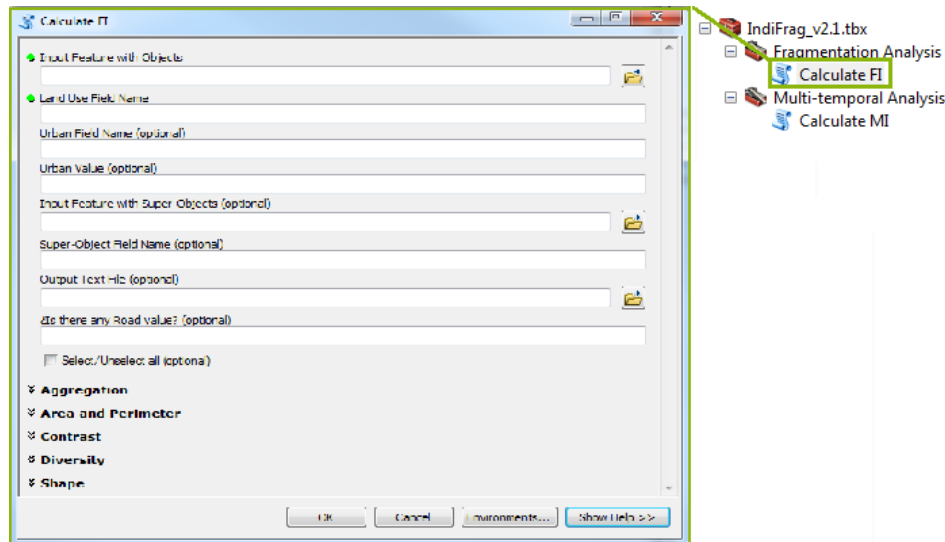 Calculate FI
Input Feature with Objects
Land Use Field Name
Urban Field Name (optional)
Urban Value (optional)
Input Feature with Super-Objects (optional)
Super-Object Field Name (optional)
Output Text File (optional)
¿Is there any Road value? (optional)
Select/Unselect all (optional)
Aggregation
Area and Perimeter
Contrast
Diversity
Shape
OK
Cancel
Environments...
Show Help >>
IndiFrag_v2.1.tbx
Fragmentation Analysis
Calculate FI
Multi-temporal Analysis
Calculate MI